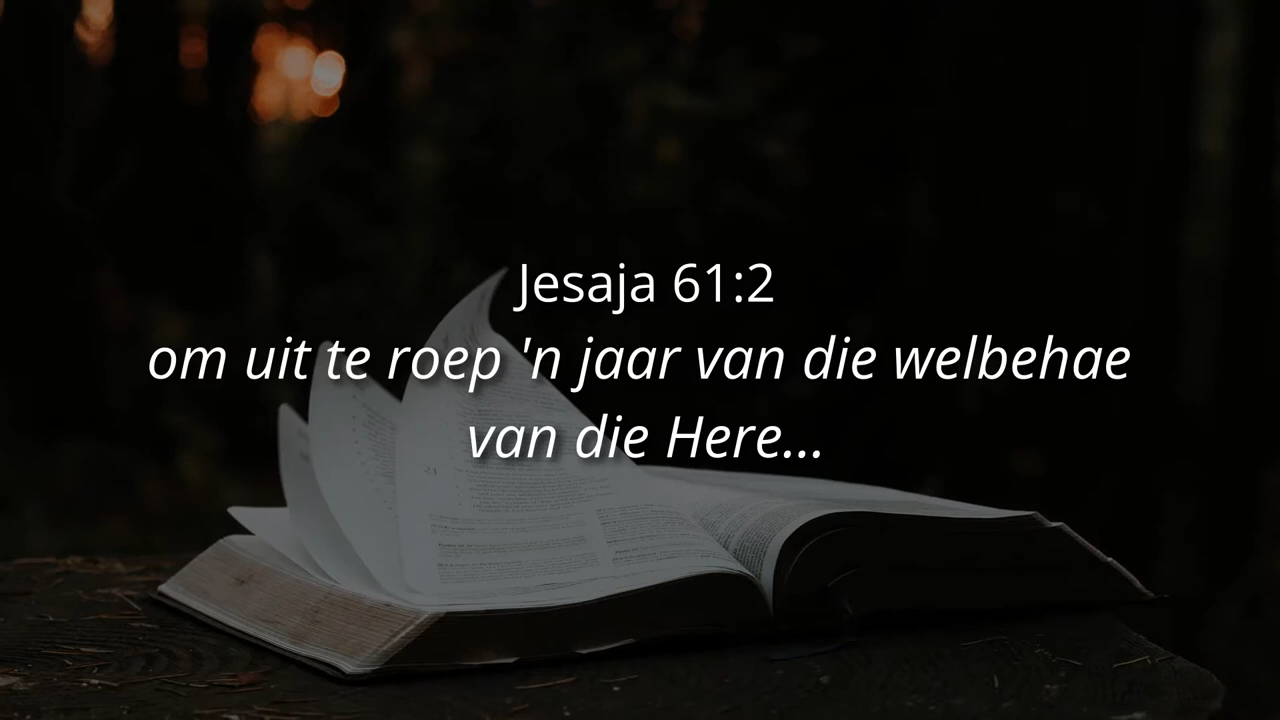 Jesaja 61:2
om uit te roep 'n jaar van die welbehae
van die Here...